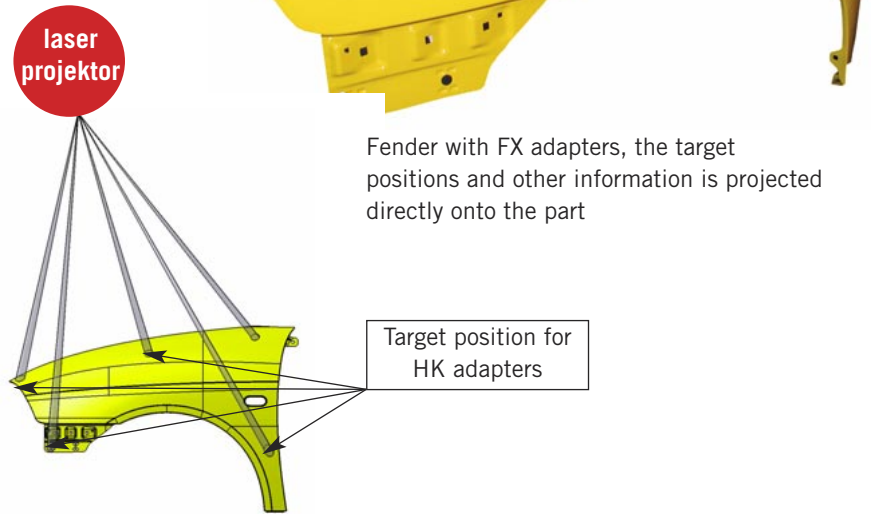 laser
projektor
Fender with FX adapters, the target
positions and other information is projected
directly onto the part
Target position for
HK adapters